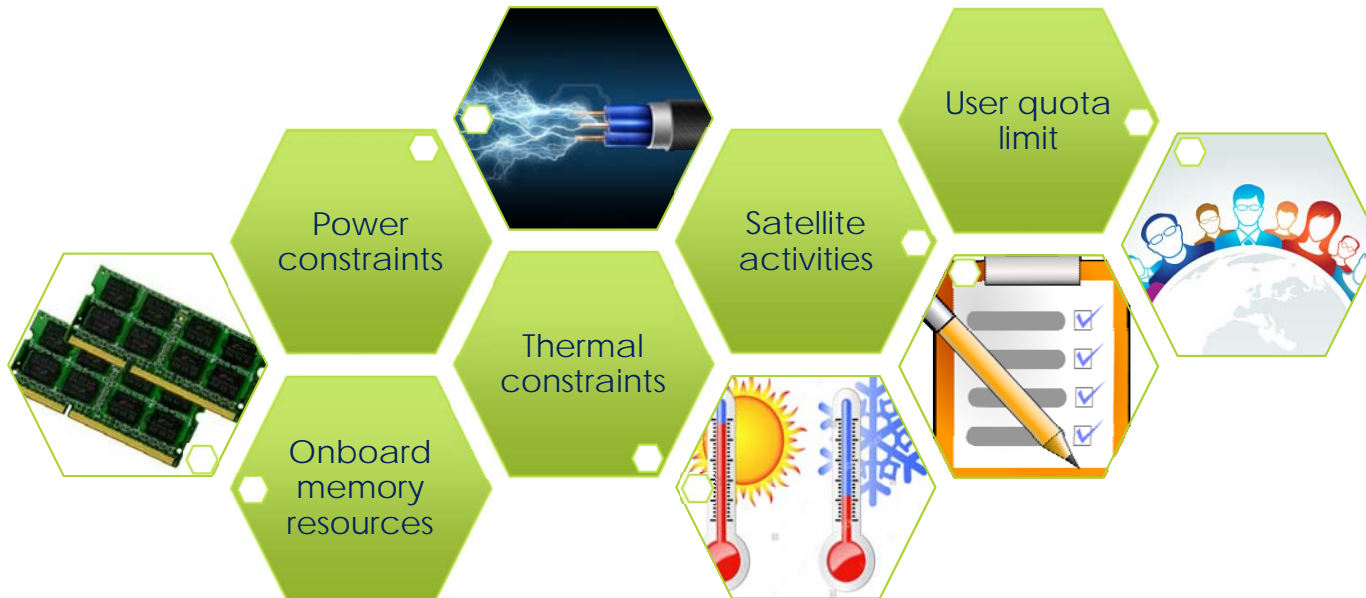 User quota
limit
Power
constraints
Satellite
activities
Thermal
constraints
Onboard
memory
resources